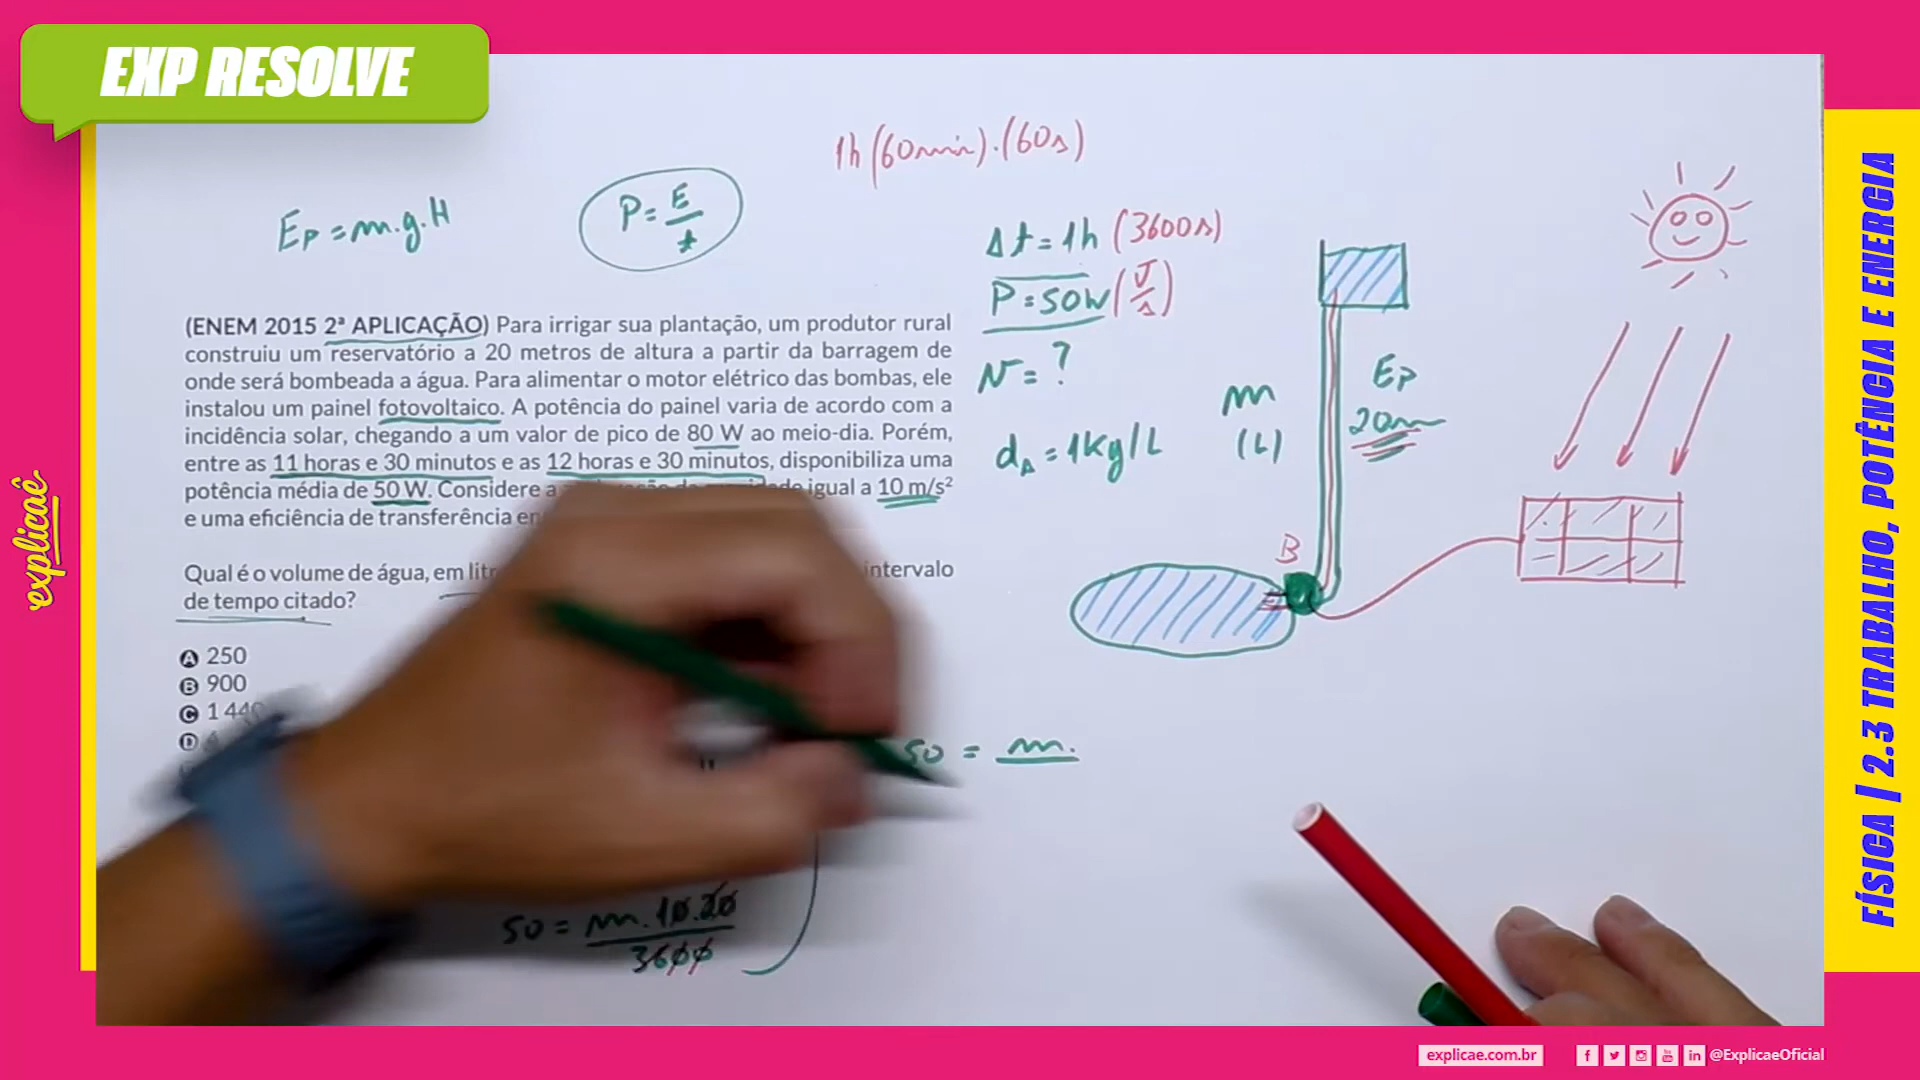 EXP RESOLVE
1h (60min).(60s)
Ep = m.g.H
P = E
t
Δt = 1h (3600s)
P = 50W (J
s)
N = ?
dA = 1Kg/L
m
(L)
Ep
20m
B
(ENEM 2015 2ª APLICAÇÃO) Para irrigar sua plantação, um produtor rural
construiu um reservatório a 20 metros de altura a partir da barragem de
onde será bombeada a água. Para alimentar o motor elétrico das bombas, ele
instalou um painel fotovoltaico. A potência do painel varia de acordo com a
incidência solar, chegando a um valor de pico de 80 W ao meio-dia. Porém,
entre as 11 horas e 30 minutos e as 12 horas e 30 minutos, disponibiliza uma
potência média de 50 W. Considere a igual a 10 m/s²
e uma eficiência de transferência
Qual é o volume de água, em intervalo
de tempo citado?
A 250
B 900
C 1 440
D
50 = m.
50 = m.10.20
3600
explicaê
FÍSICA | 2.3 TRABALHO, POTÊNCIA E ENERGIA
explicae.com.br
@ExplicaeOficial